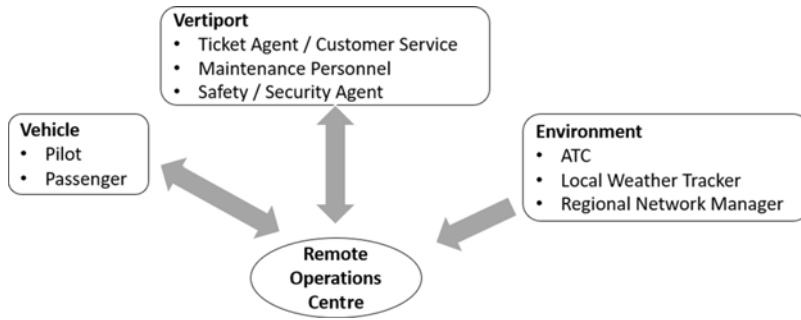 Vertiport
• Ticket Agent / Customer Service
• Maintenance Personnel
• Safety / Security Agent
Vehicle
• Pilot
• Passenger
Environment
• ATC
• Local Weather Tracker
• Regional Network Manager
Remote
Operations
Centre